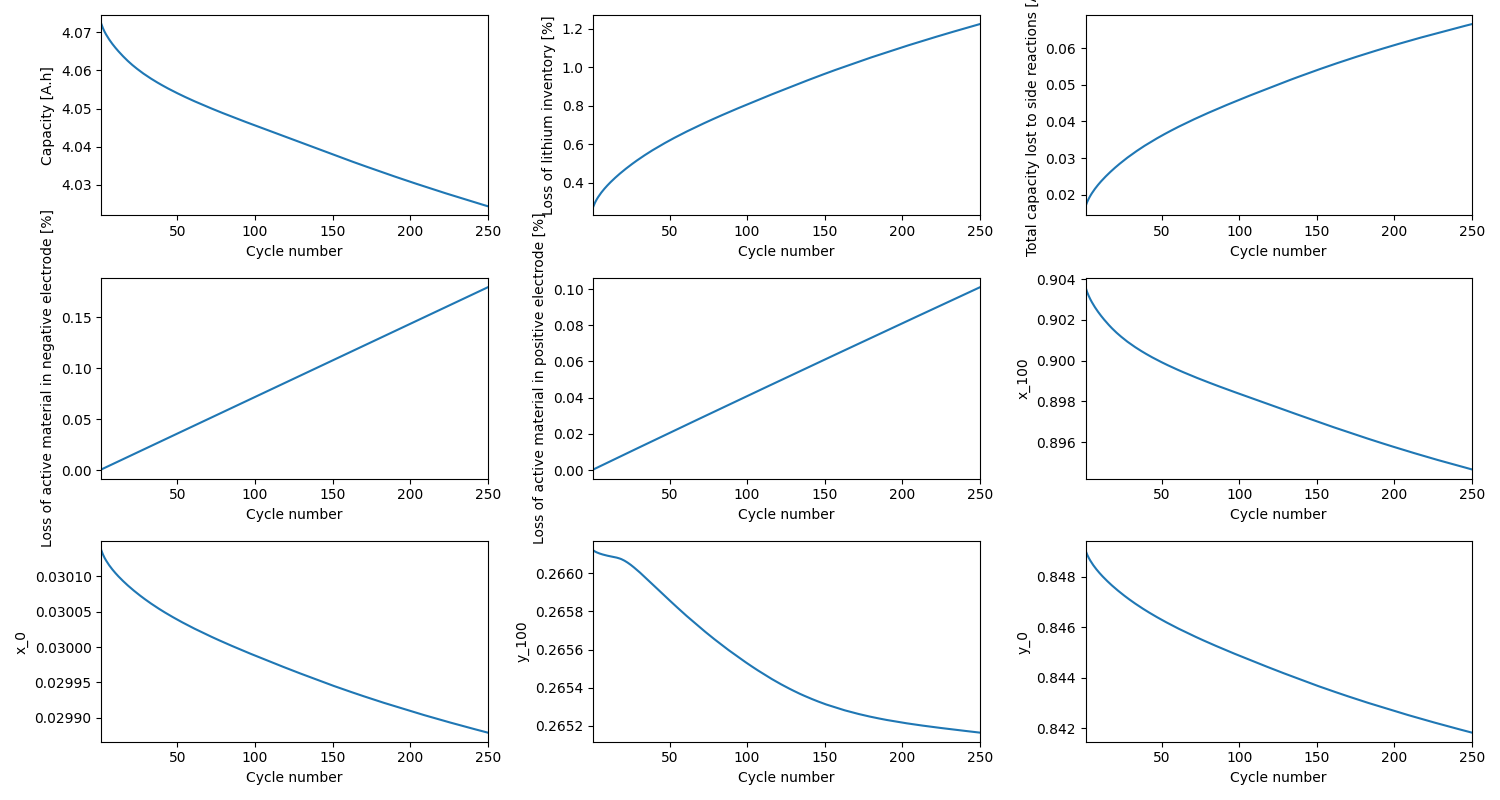 Capacity [A.h]
4.07
4.06
4.05
4.04
4.03
50 100 150 200 250
Cycle number
Loss of lithium inventory [%]
1.2
1.0
0.8
0.6
0.4
50 100 150 200 250
Cycle number
Total capacity lost to side reactions [
0.06
0.05
0.04
0.03
0.02
50 100 150 200 250
Cycle number
Loss of active material in negative electrode [%]
0.15
0.10
0.05
0.00
50 100 150 200 250
Cycle number
Loss of active material in positive electrode [%]
0.10
0.08
0.06
0.04
0.02
0.00
50 100 150 200 250
Cycle number
x_100
0.904
0.902
0.900
0.898
0.896
50 100 150 200 250
Cycle number
x_0
0.03010
0.03005
0.03000
0.02995
0.02990
50 100 150 200 250
Cycle number
y_100
0.2660
0.2658
0.2656
0.2654
0.2652
50 100 150 200 250
Cycle number
y_0
0.848
0.846
0.844
0.842
50 100 150 200 250
Cycle number